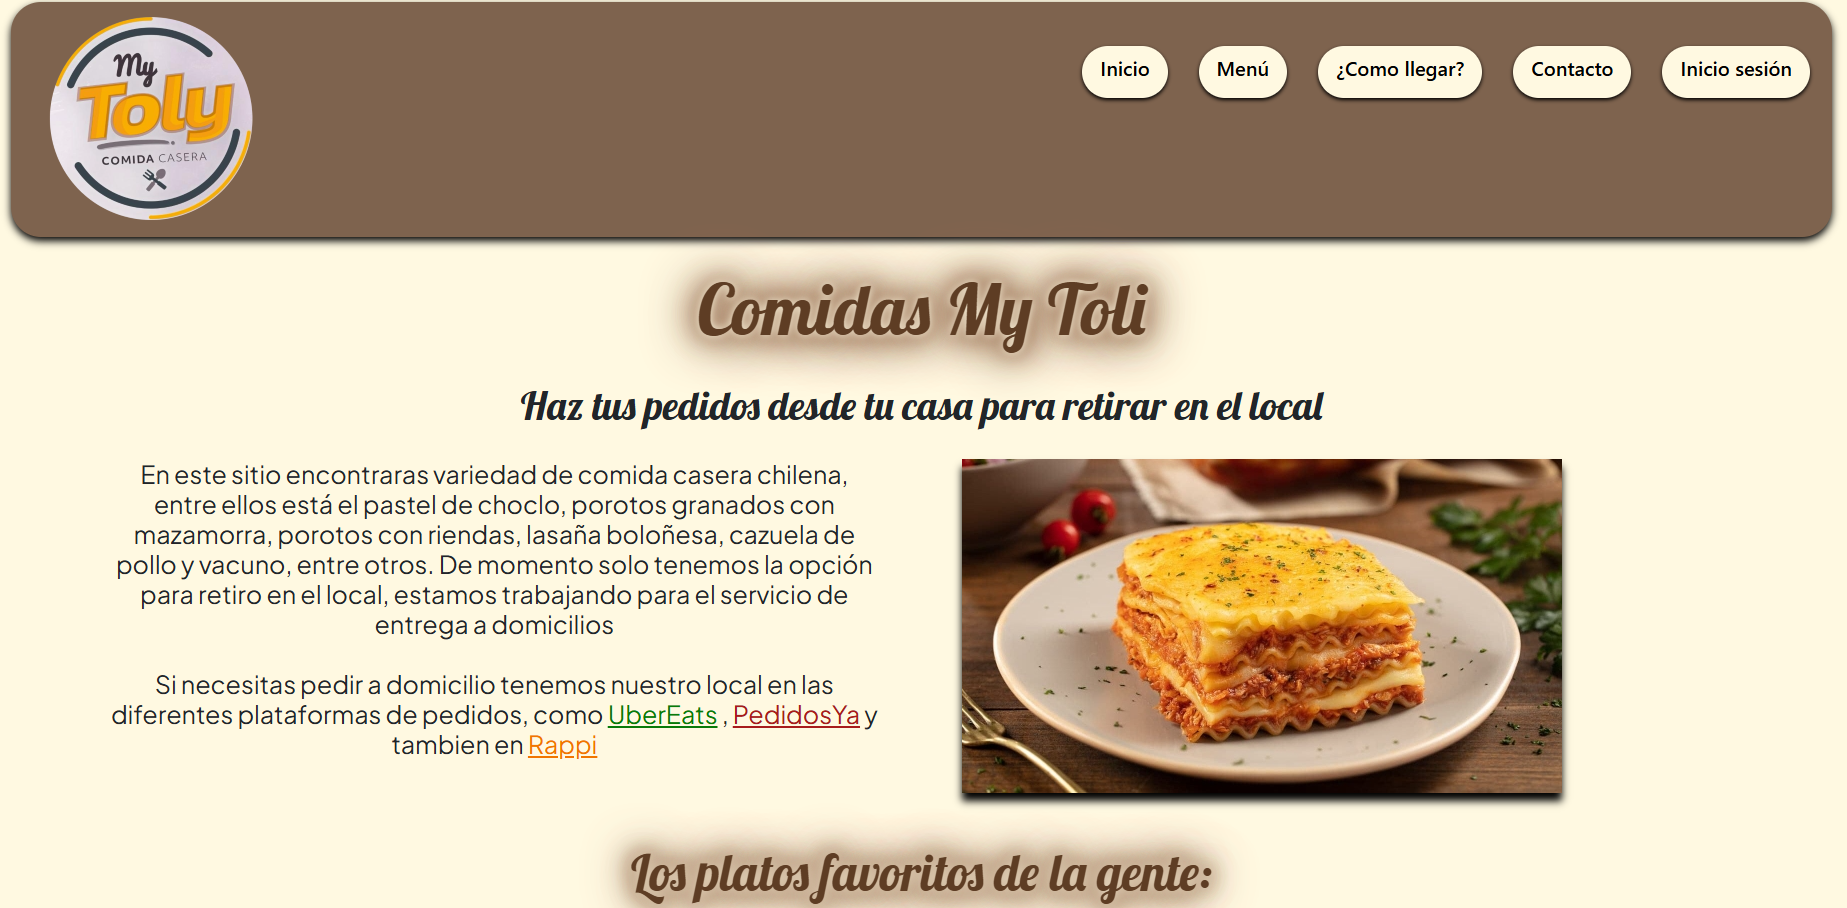 My
Toly
COMIDA CASERA
Inicio
Menú
¿Como llegar?
Contacto
Inicio sesión
Comidas My Toli
Haz tus pedidos desde tu casa para retirar en el local
En este sitio encontraras variedad de comida casera chilena,
entre ellos está el pastel de choclo, porotos granados con
mazamorra, porotos con riendas, lasaña boloñesa, cazuela de
pollo y vacuno, entre otros. De momento solo tenemos la opción
para retiro en el local, estamos trabajando para el servicio de
entrega a domicilios
Si necesitas pedir a domicilio tenemos nuestro local en las
diferentes plataformas de pedidos, como UberEats , PedidosYa y
tambien en Rappi
Los platos favoritos de la gente: